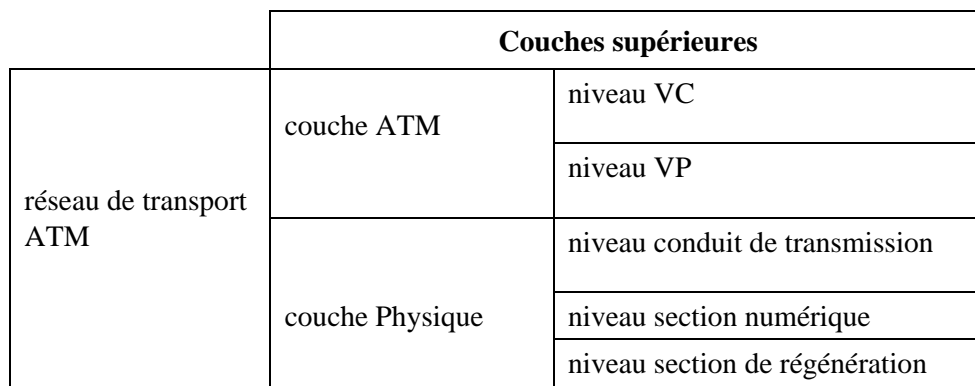 Couches supérieures
réseau de transport
ATM
couche ATM
niveau VC
niveau VP
couche Physique
niveau conduit de transmission
niveau section numérique
niveau section de régénération